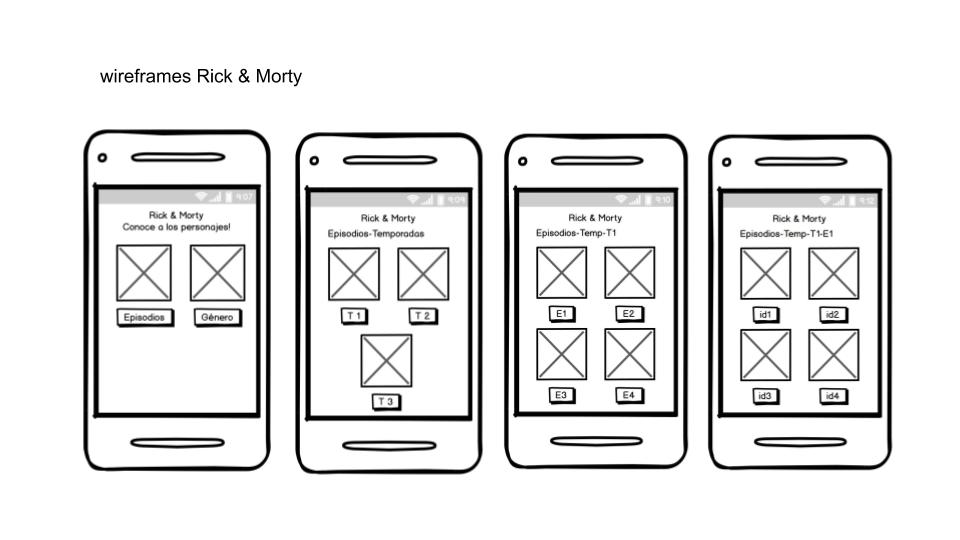 wireframes Rick & Morty
9:07
Rick & Morty
Conoce a los personajes!
Episodios
Género
9:09
Rick & Morty
Episodios-Temporadas
T 1
T 2
T 3
9:10
Rick & Morty
Episodios-Temp-T1
E1
E2
E3
E4
9:12
Rick & Morty
Episodios-Temp-T1-E1
id1
id2
id3
id4